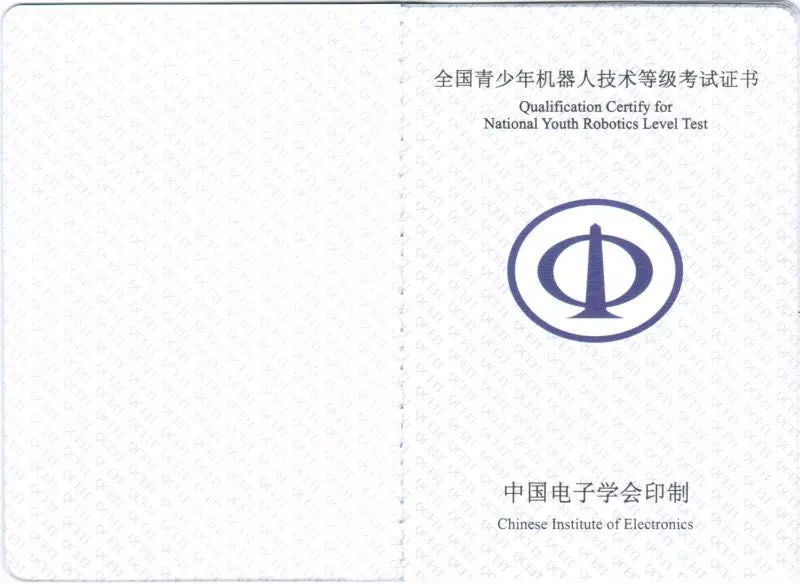 全国青少年机器人技术等级考试证书
Qualification Certify for
National Youth Robotics Level Test
中国电子学会印制
Chinese Institute of Electronics